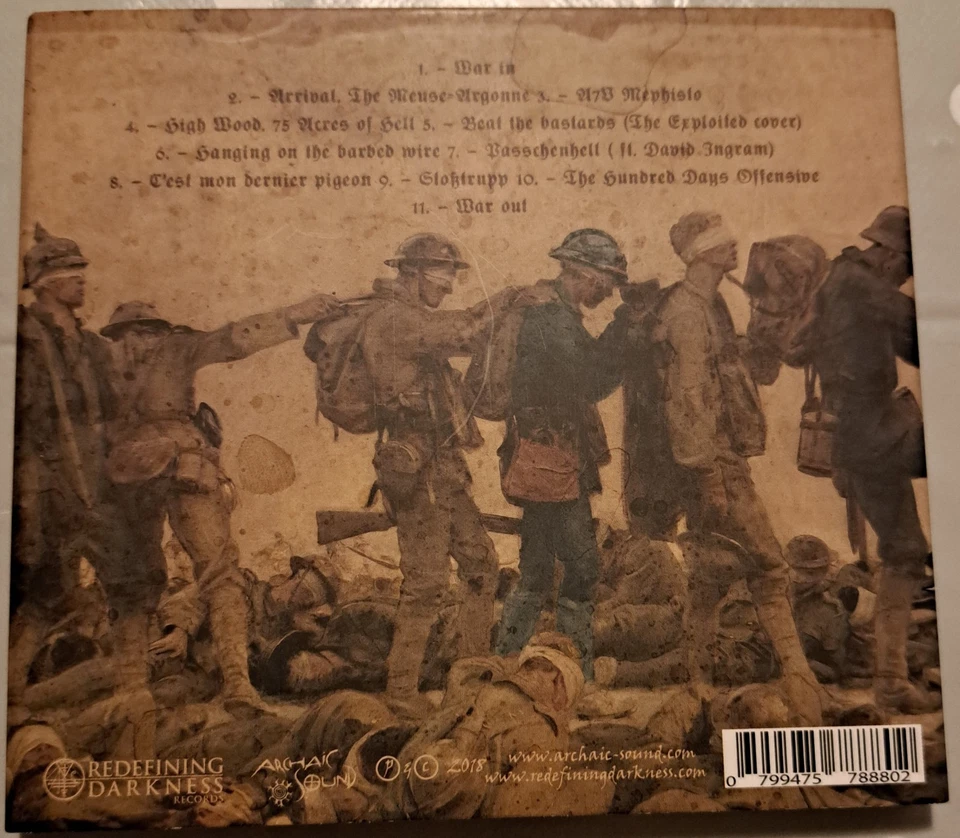 1. - War in
2. - Arrival. The Meuse-Argonne 3. - A7V Mephisto
4. - High Wood. 75 Acres of Hell 5. - Beat the bastards (The Exploited cover)
6. - Hanging on the barbed wire 7. - Passchenhell ( ft. David Ingram)
8. - C'est mon dernier pigeon 9. - Stoßtrupp 10. - The Hundred Days Offensive
11. - War out
REDEFINING
DARKNESS
RECORDS
ARCHAIC
SOUND
℗ & © 2018
www.archaic-sound.com
www.redefiningdarkness.com
0 799475 788802